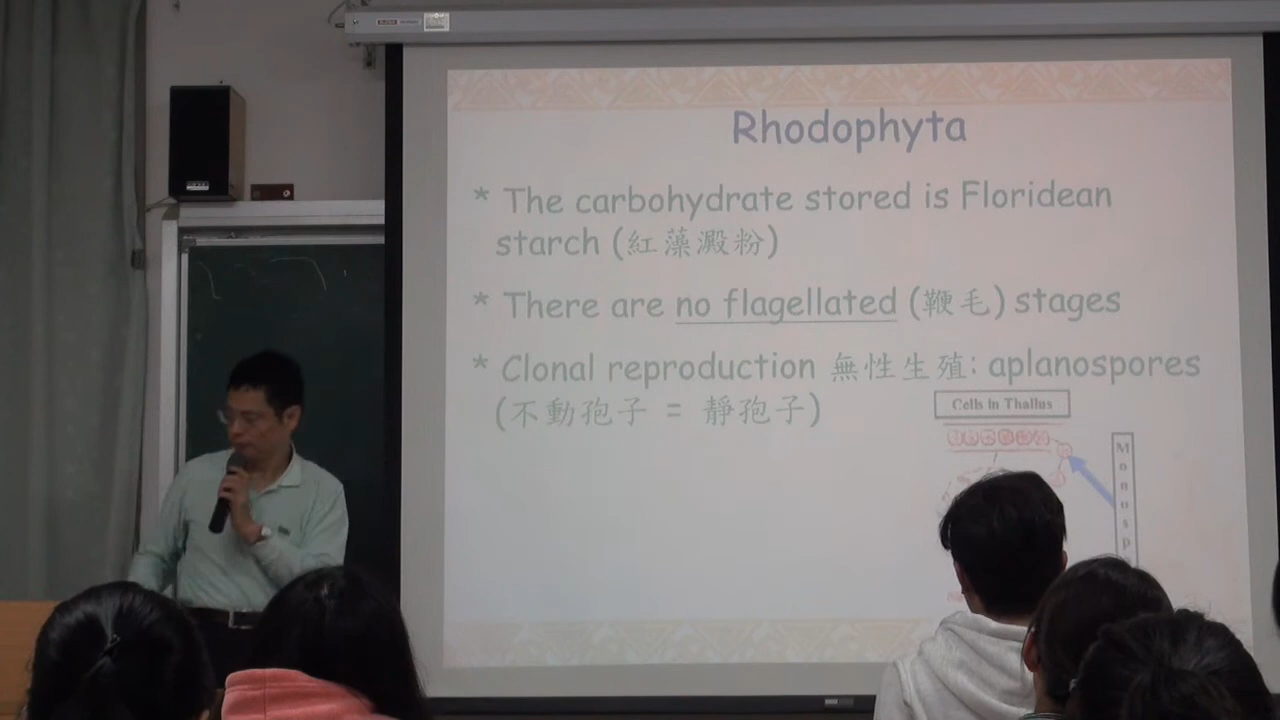 Rhodophyta
* The carbohydrate stored is Floridean
starch (紅藻澱粉)
* There are no flagellated (鞭毛) stages
* Clonal reproduction 無性生殖: aplanospores
(不動孢子 = 靜孢子)
Cells in Thallus
Monosp